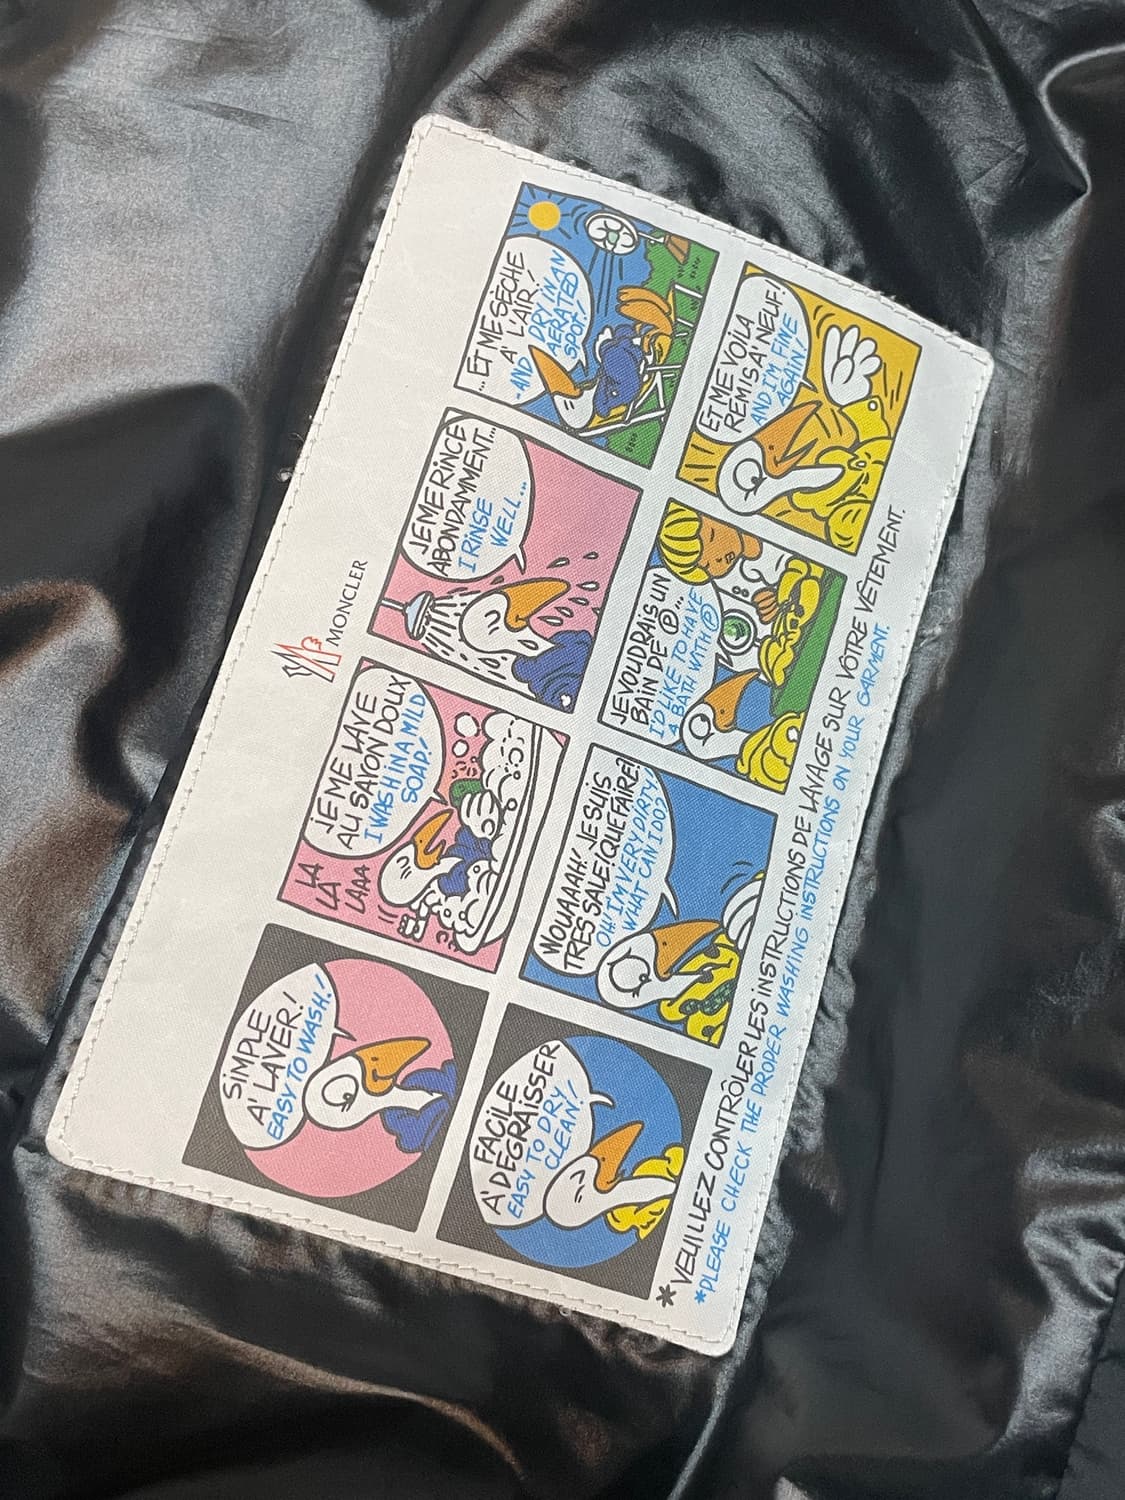 MONCLER
SIMPLE
A' LAVER!
EASY TO WASH!
LA
LA
LAAA
JE ME LAVE
AU SAVON DOUX
I WASH IN A MILD
SOAP!
JE ME RINCE
ABONDAMMENT...
I RINSE
WELL...
..ET ME SÈCHE
A' L'AIR!
-AND DRY IN AN
AERATED
SPOT!
FACILE
A' DEGRAISSER
EASY TO DRY
CLEAN!
WOUAAAH! JE SUIS
TRES SALE! QUE FAIRE?
OH! I'M VERY DIRTY!
WHAT CAN I DO?
JE VOUDRAIS UN
BAIN DE Ⓟ...
I'D LIKE TO HAVE
A BATH WITH Ⓟ
ET ME VOILA
REMIS A' NEUF!
AND I'M FINE
AGAIN!
*VEUILLEZ CONTRÔLER LES INSTRUCTIONS DE LAVAGE SUR VÔTRE VÊTEMENT.
*PLEASE CHECK THE PROPER WASHING INSTRUCTIONS ON YOUR GARMENT.